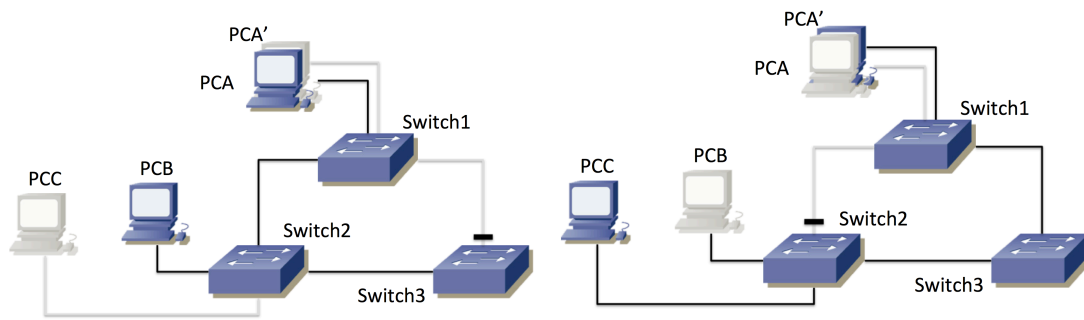 PCA’
PCA
Switch1
PCC
PCB
Switch2
Switch3
PCA’
PCA
Switch1
PCC
PCB
Switch2
Switch3